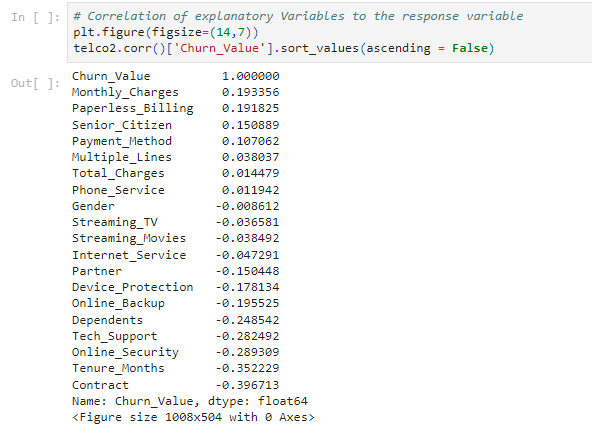 In [ ]: # Correlation of explanatory Variables to the response variable
plt.figure(figsize=(14,7))
telco2.corr()['Churn_Value'].sort_values(ascending = False)
Out[ ]: Churn_Value 1.000000
Monthly_Charges 0.193356
Paperless_Billing 0.191825
Senior_Citizen 0.150889
Payment_Method 0.107062
Multiple_Lines 0.038037
Total_Charges 0.014479
Phone_Service 0.011942
Gender -0.008612
Streaming_TV -0.036581
Streaming_Movies -0.038492
Internet_Service -0.047291
Partner -0.150448
Device_Protection -0.178134
Online_Backup -0.195525
Dependents -0.248542
Tech_Support -0.282492
Online_Security -0.289309
Tenure_Months -0.352229
Contract -0.396713
Name: Churn_Value, dtype: float64
<Figure size 1008x504 with 0 Axes>